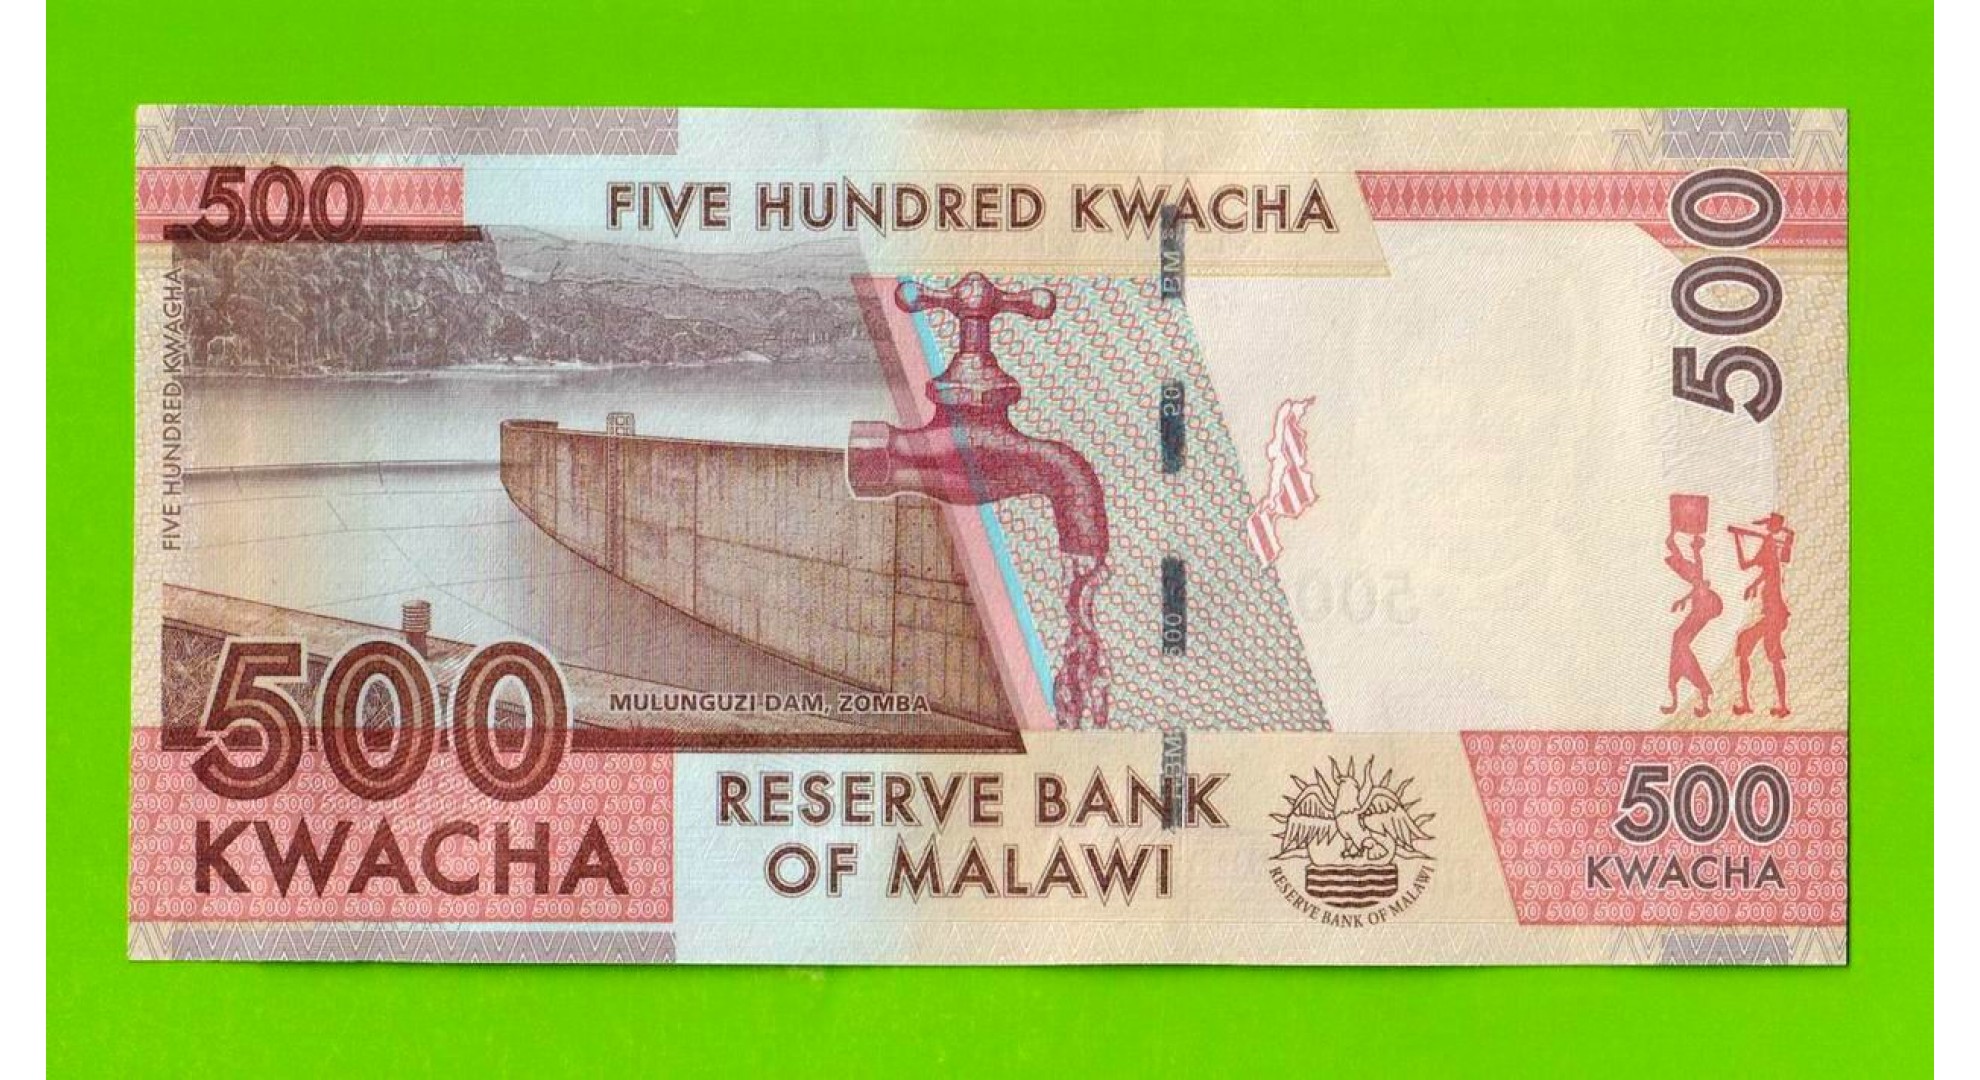 500
FIVE HUNDRED KWACHA
500
FIVE HUNDRED KWACHA
MULUNGUZI DAM, ZOMBA
500
KWACHA
RESERVE BANK
OF MALAWI
RESERVE BANK OF MALAWI
500
KWACHA